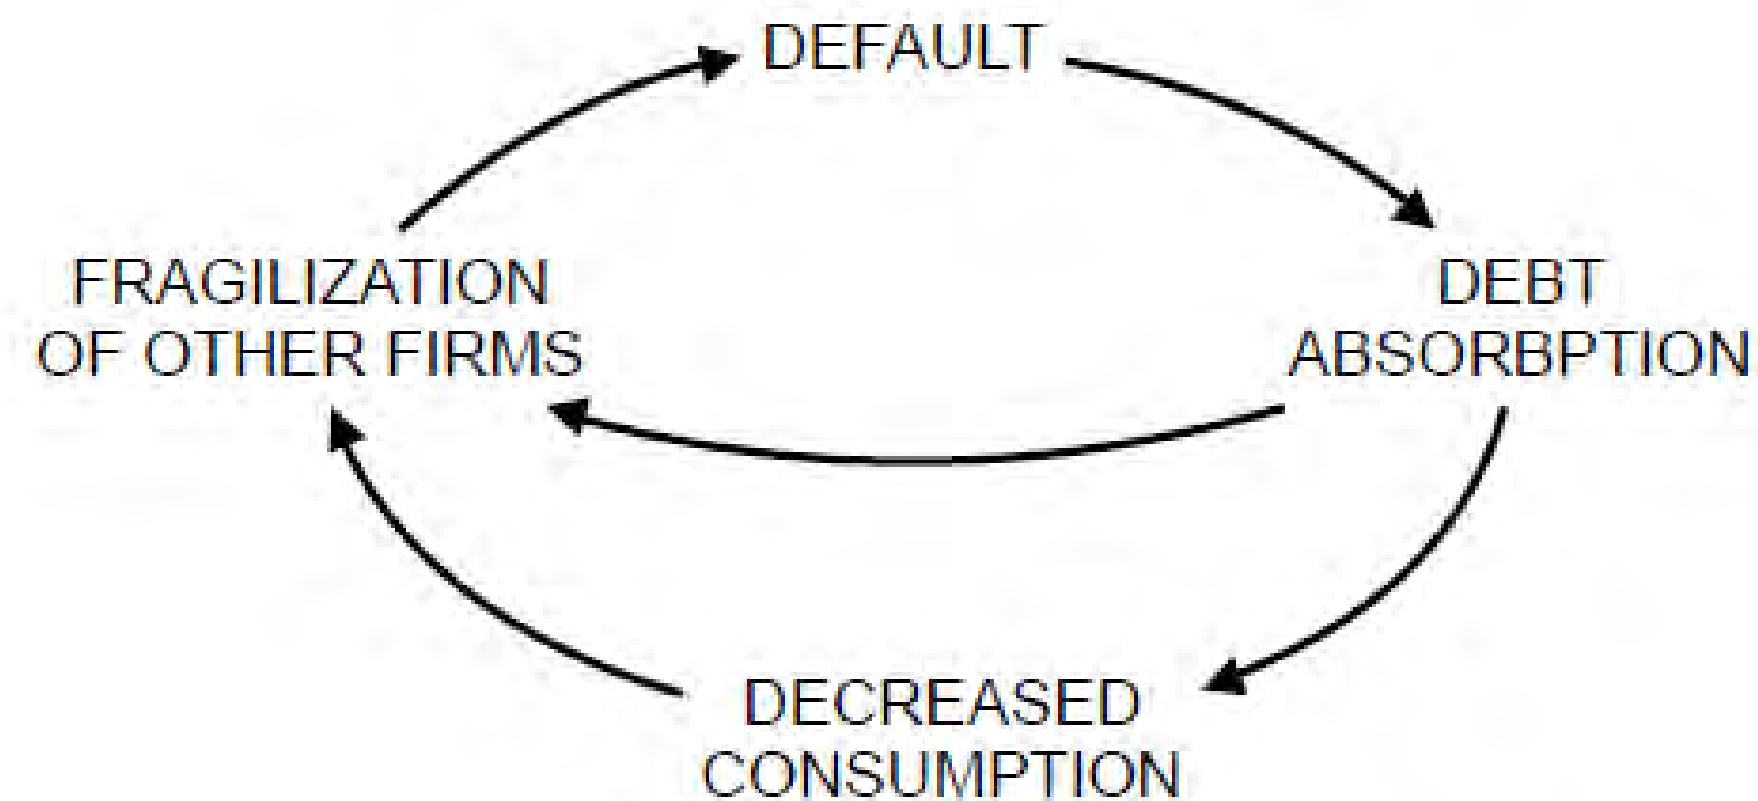 DEFAULT
FRAGILIZATION
OF OTHER FIRMS
DEBT
ABSORBPTION
DECREASED
CONSUMPTION